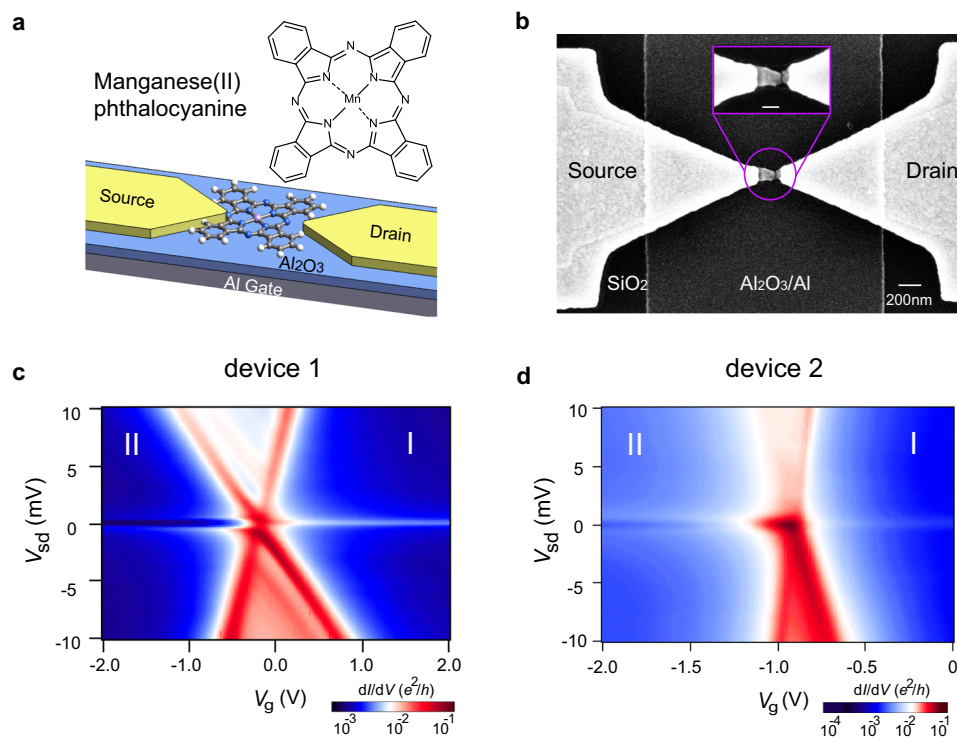 a
Manganese(II)
phthalocyanine
N
N
N
N
Mn
N
N
N
N
Source
Drain
Al2O3
Al Gate
b
Source
Drain
SiO2
Al2O3/Al
200nm
c
device 1
II
I
10
5
0
-5
-10
Vsd (mV)
-2.0
-1.0
0.0
1.0
2.0
Vg (V)
dI/dV (e²/h)
10⁻³
10⁻²
10⁻¹
d
device 2
II
I
10
5
0
-5
-10
Vsd (mV)
-2.0
-1.5
-1.0
-0.5
0
Vg (V)
dI/dV (e²/h)
10⁻⁴
10⁻³
10⁻²
10⁻¹